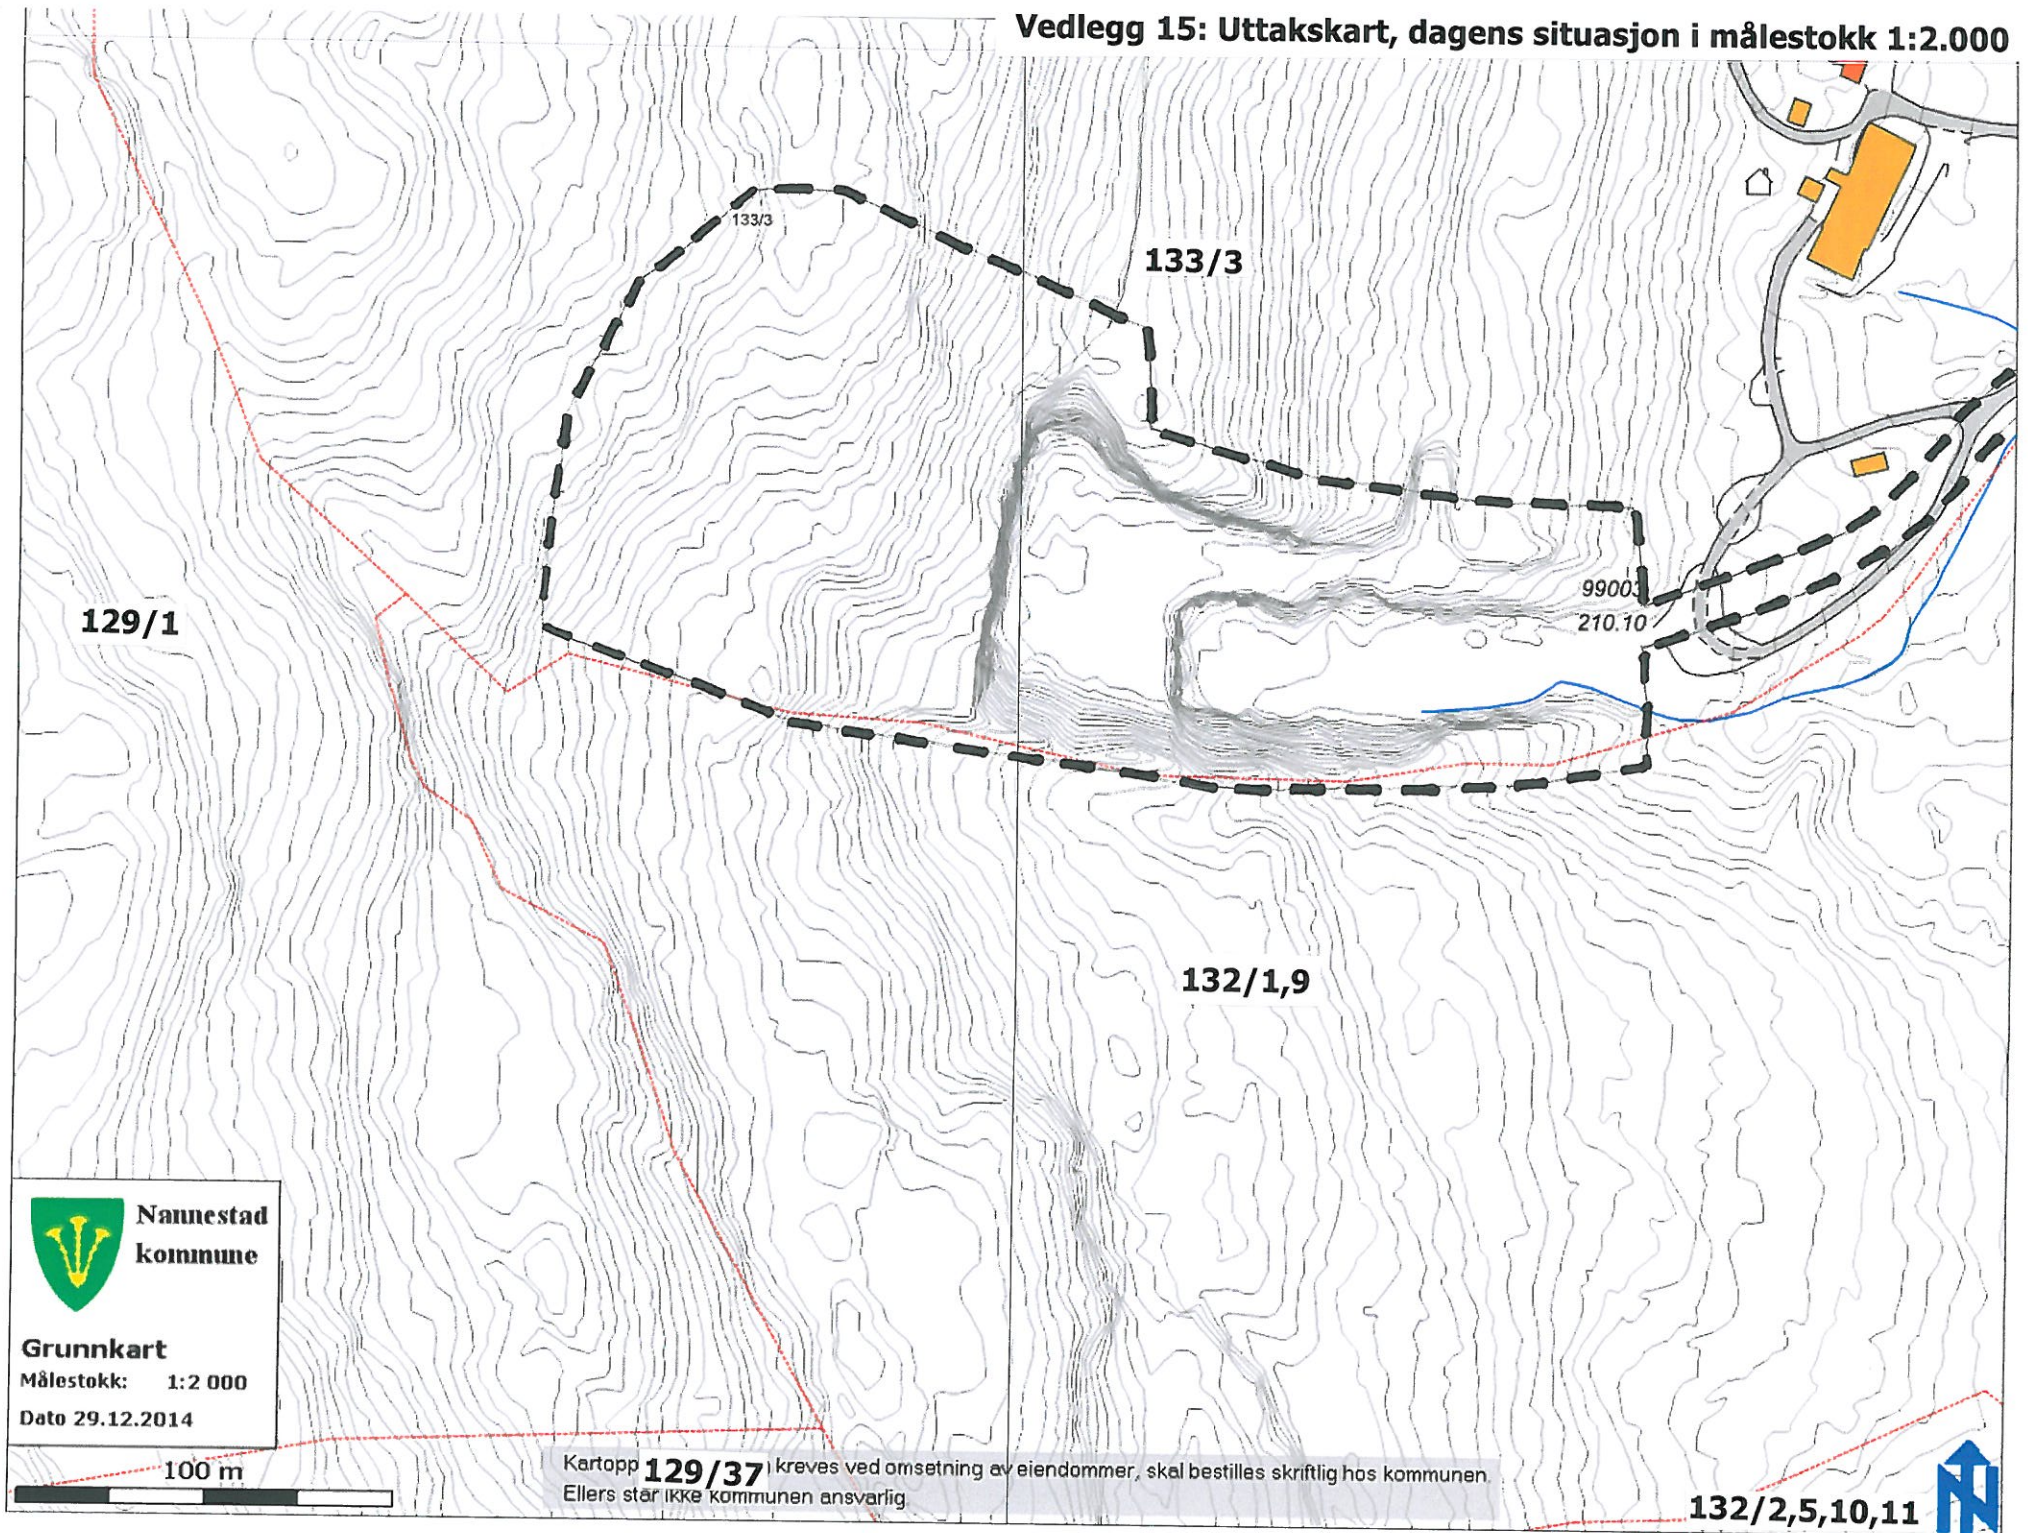 Vedlegg 15: Uttakskart, dagens situasjon i målestokk 1:2.000
133/3
133/3
129/1
99003
210.10
132/1,9
Nannestad
kommune
Grunnkart
Målestokk: 1:2 000
Dato 29.12.2014
100 m
Kartopp 129/37 kreves ved omsetning av eiendommer, skal bestilles skriftlig hos kommunen.
Ellers står ikke kommunen ansvarlig.
132/2,5,10,11
N